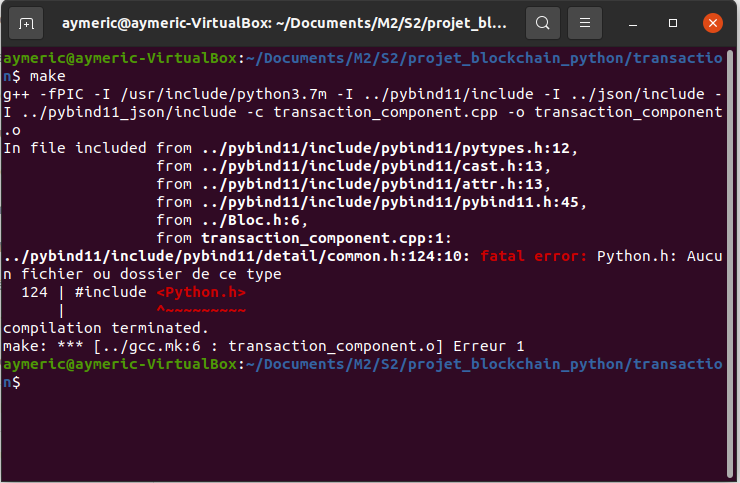 aymeric@aymeric-VirtualBox: ~/Documents/M2/S2/projet_bl...
aymeric@aymeric-VirtualBox:~/Documents/M2/S2/projet_blockchain_python/transactio
n$ make
g++ -fPIC -I /usr/include/python3.7m -I ../pybind11/include -I ../json/include -
I ../pybind11_json/include -c transaction_component.cpp -o transaction_component
.o
In file included from ../pybind11/include/pybind11/pytypes.h:12,
from ../pybind11/include/pybind11/cast.h:13,
from ../pybind11/include/pybind11/attr.h:13,
from ../pybind11/include/pybind11/pybind11.h:45,
from ../Bloc.h:6,
from transaction_component.cpp:1:
../pybind11/include/pybind11/detail/common.h:124:10: fatal error: Python.h: Aucu
n fichier ou dossier de ce type
124 | #include <Python.h>
| ^~~~~~~~~~
compilation terminated.
make: *** [../gcc.mk:6 : transaction_component.o] Erreur 1
aymeric@aymeric-VirtualBox:~/Documents/M2/S2/projet_blockchain_python/transactio
n$